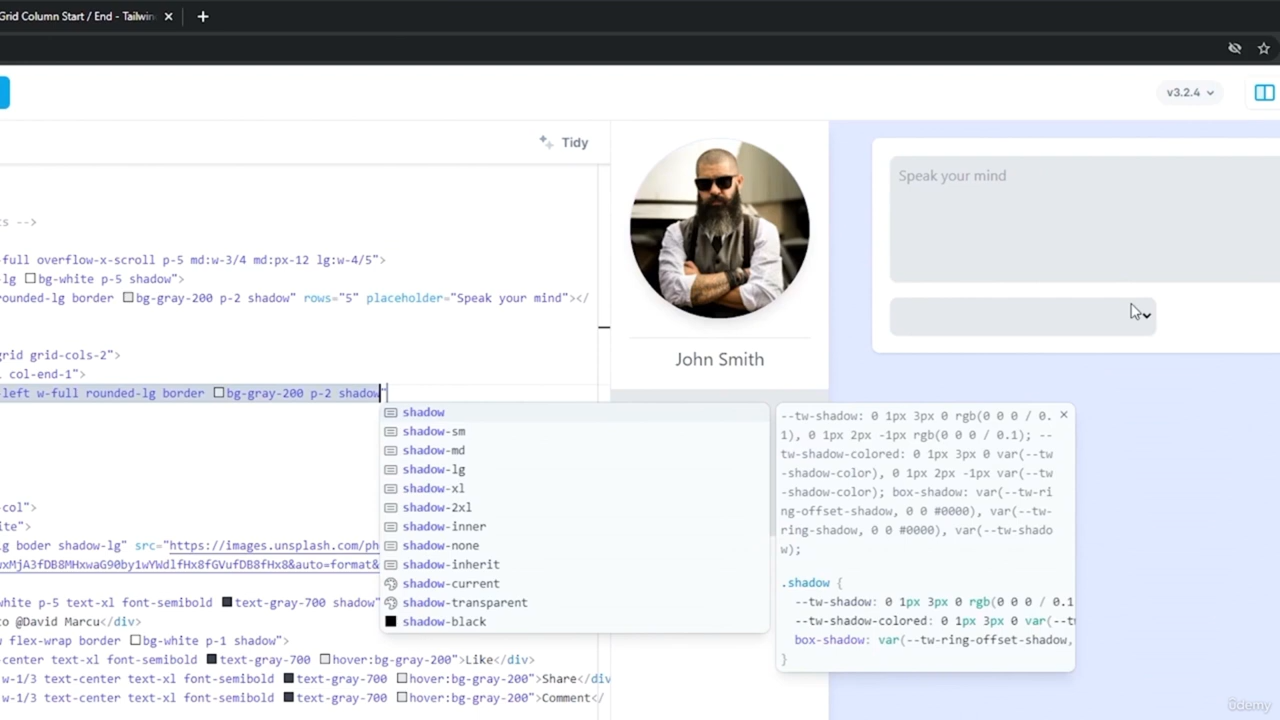 Grid Column Start / End - Tailwin
v3.2.4
Tidy
ts -->
-full overflow-x-scroll p-5 md:w-3/4 md:px-12 lg:w-4/5">
-lg bg-white p-5 shadow">
rounded-lg border bg-gray-200 p-2 shadow" rows="5" placeholder="Speak your mind"></
grid grid-cols-2">
col-end-1">
-left w-full rounded-lg border bg-gray-200 p-2 shadow"
shadow
shadow-sm
shadow-md
shadow-lg
shadow-xl
shadow-2xl
shadow-inner
shadow-none
shadow-inherit
shadow-current
shadow-transparent
shadow-black
-col">
ite">
lg boder shadow-lg" src="https://images.unsplash.com/ph
wxMjA3fDB8MHxwaG90by1wYWdlfHx8fGVufDB8fHx8&auto=format&
white p-5 text-xl font-semibold text-gray-700 shadow"
to @David Marcu</div>
w flex-wrap border bg-white p-1 shadow">
-center text-xl font-semibold text-gray-700 hover:bg-gray-200">Like</div>
w-1/3 text-center text-xl font-semibold text-gray-700 hover:bg-gray-200">Share</div
w-1/3 text-center text-xl font-semibold text-gray-700 hover:bg-gray-200">Comment</
Speak your mind
John Smith
--tw-shadow: 0 1px 3px 0 rgb(0 0 0 / 0.
1), 0 1px 2px -1px rgb(0 0 0 / 0.1); --
tw-shadow-colored: 0 1px 3px 0 var(--tw
-shadow-color), 0 1px 2px -1px var(--tw
-shadow-color); box-shadow: var(--tw-ri
ng-offset-shadow, 0 0 #0000), var(--tw-
ring-shadow, 0 0 #0000), var(--tw-shado
w);
.shadow {
--tw-shadow: 0 1px 3px 0 rgb(0 0 0 / 0.1
--tw-shadow-colored: 0 1px 3px 0 var(--t
box-shadow: var(--tw-ring-offset-shadow,
}
ûdemy